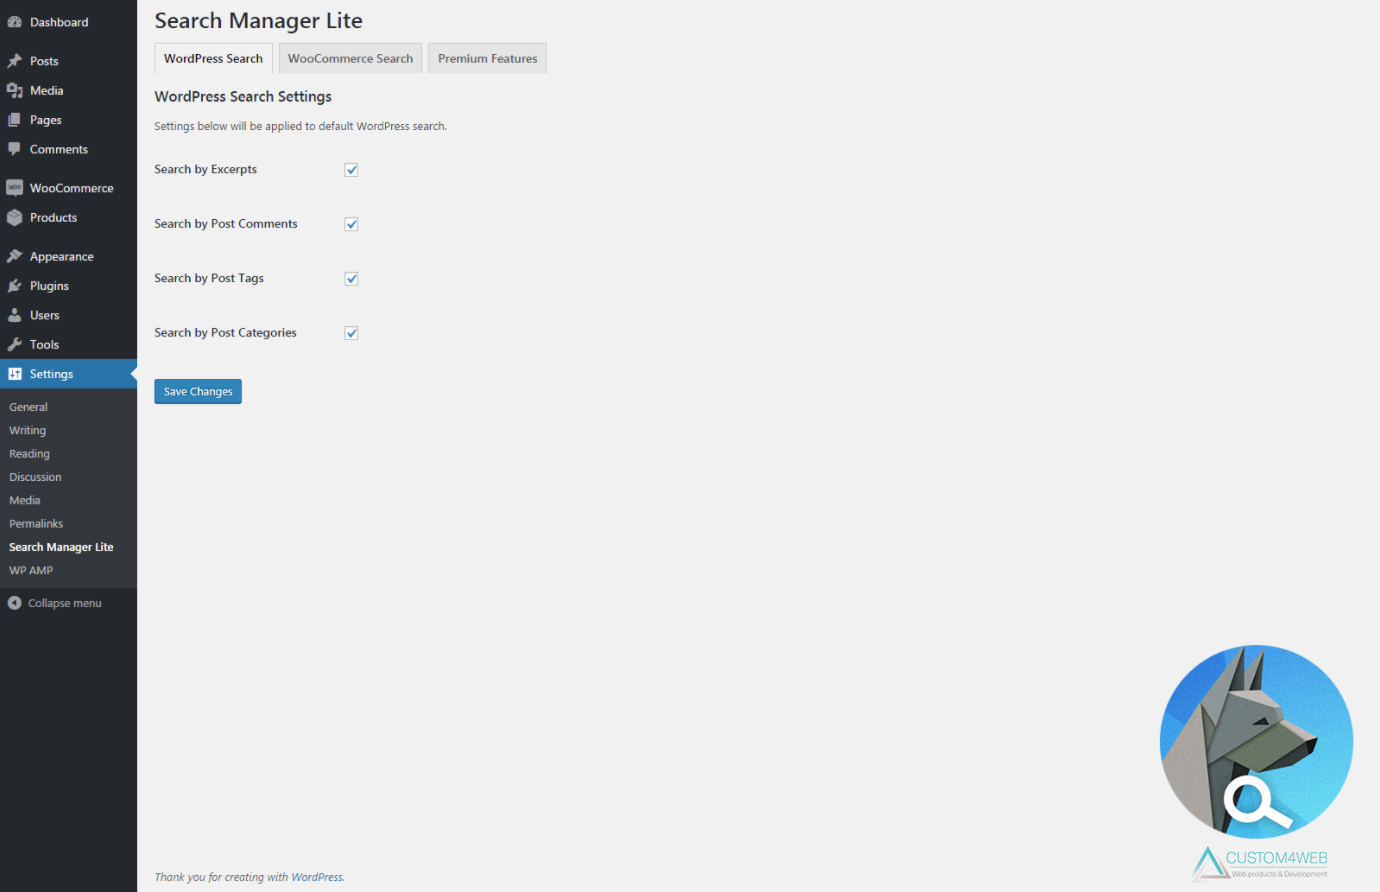 Dashboard
Posts
Media
Pages
Comments
WooCommerce
Products
Appearance
Plugins
Users
Tools
Settings
General
Writing
Reading
Discussion
Media
Permalinks
Search Manager Lite
WP AMP
Collapse menu
Search Manager Lite
WordPress Search
WooCommerce Search
Premium Features
WordPress Search Settings
Settings below will be applied to default WordPress search.
Search by Excerpts
Search by Post Comments
Search by Post Tags
Search by Post Categories
Save Changes
CUSTOM4WEB
Web-products & Development
Thank you for creating with WordPress.